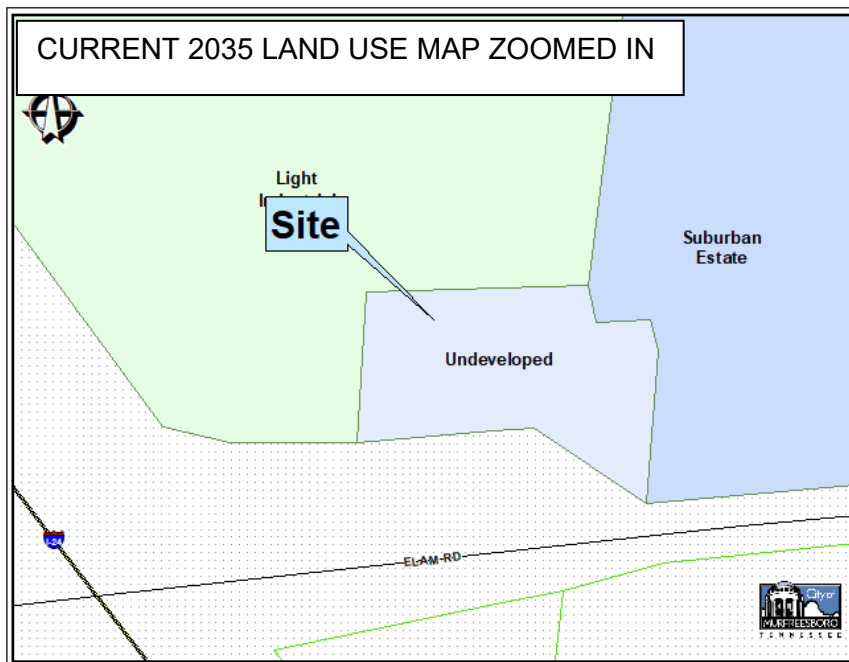 CURRENT 2035 LAND USE MAP ZOOMED IN
Light
Site
Suburban
Estate
Undeveloped
I-24
ELAM RD
City of
MURFREESBORO
TENNESSEE